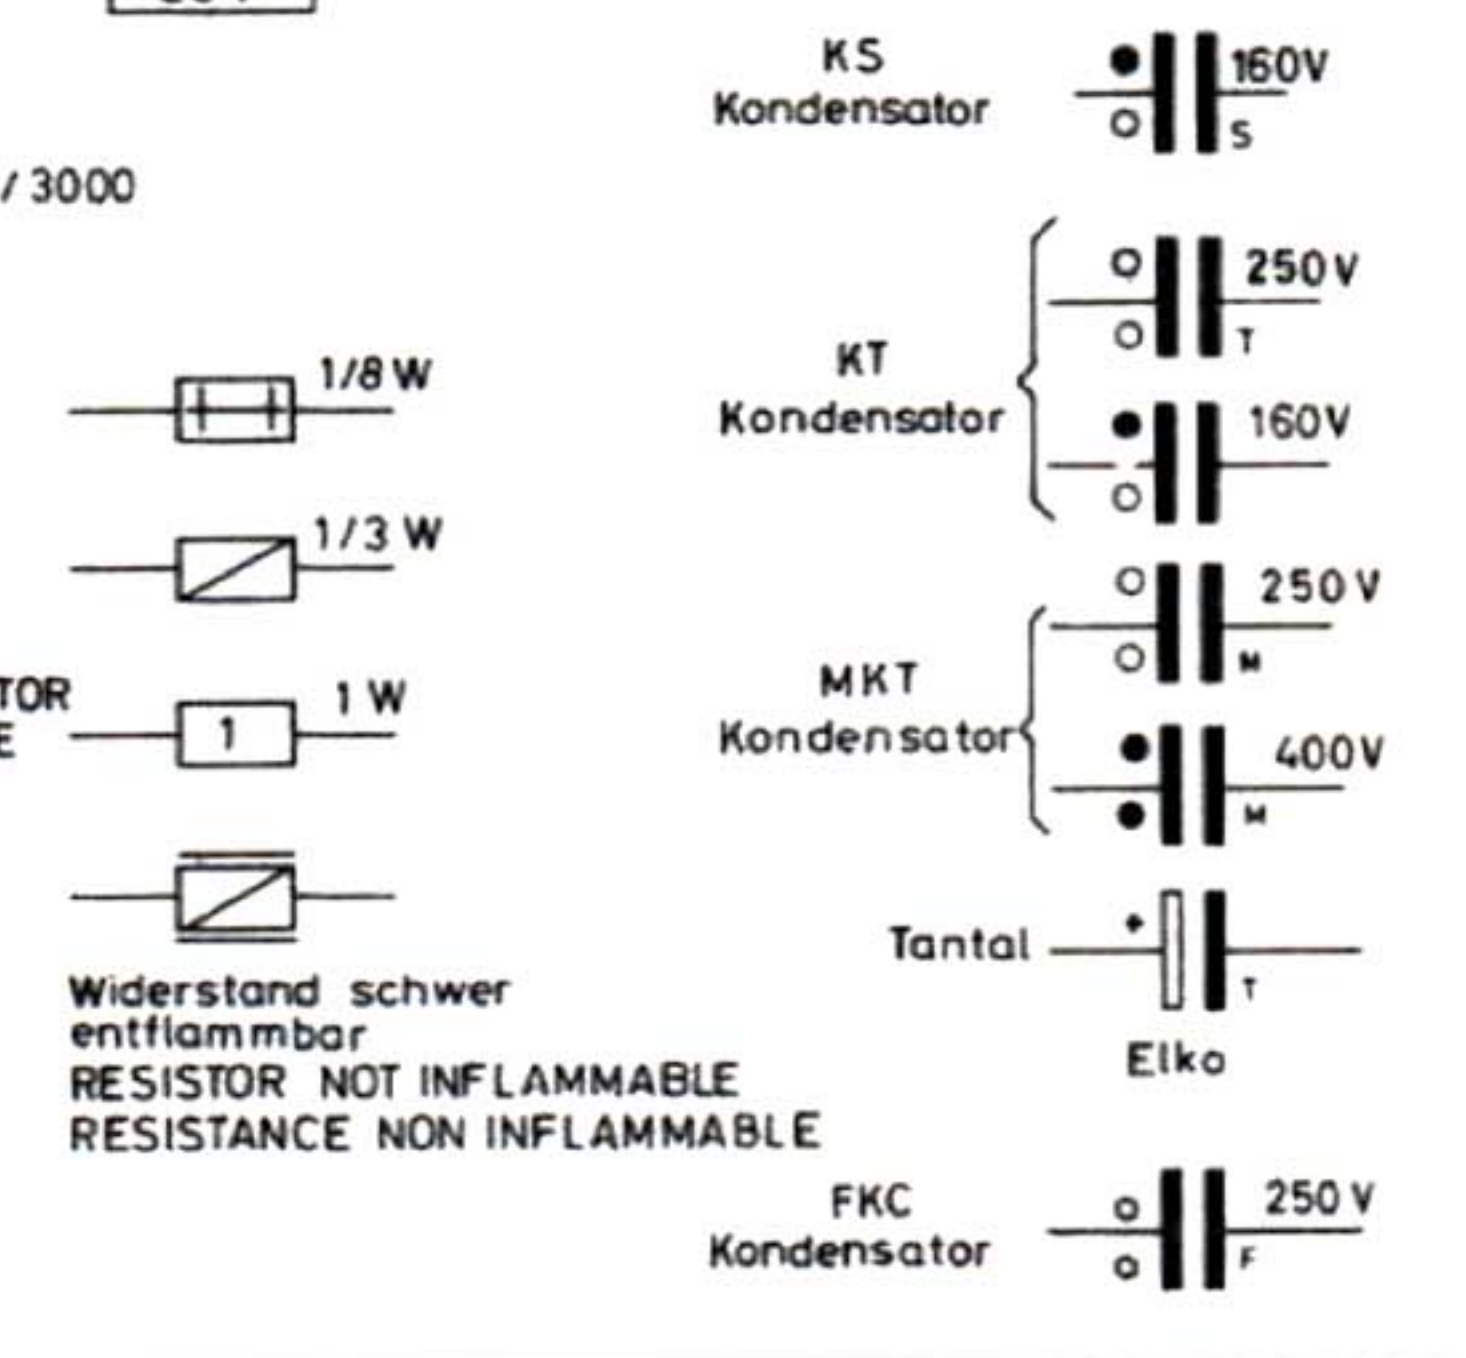 / 3000
1/8 W
1/3 W
TOR
E
1 W
1
Widerstand schwer
entflammbar
RESISTOR NOT INFLAMMABLE
RESISTANCE NON INFLAMMABLE
KS
Kondensator
160V
S
KT
Kondensator
250V
T
160V
MKT
Kondensator
250V
M
400V
M
Tantal
+
T
Elko
FKC
Kondensator
250 V
F